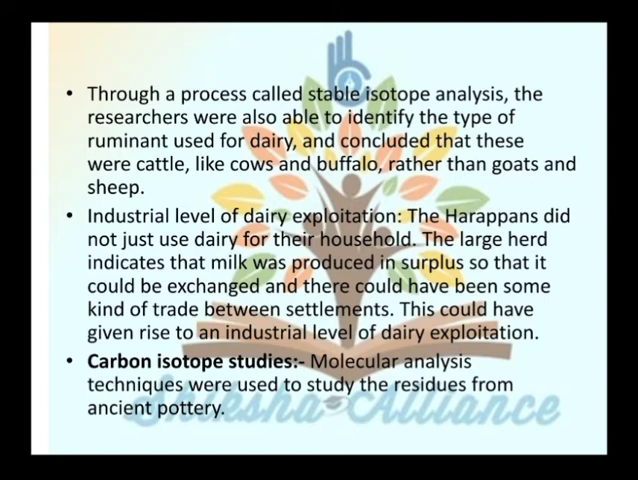 • Through a process called stable isotope analysis, the
researchers were also able to identify the type of
ruminant used for dairy, and concluded that these
were cattle, like cows and buffalo, rather than goats and
sheep.
• Industrial level of dairy exploitation: The Harappans did
not just use dairy for their household. The large herd
indicates that milk was produced in surplus so that it
could be exchanged and there could have been some
kind of trade between settlements. This could have
given rise to an industrial level of dairy exploitation.
• Carbon isotope studies:- Molecular analysis
techniques were used to study the residues from
ancient pottery.
Shiksha Alliance